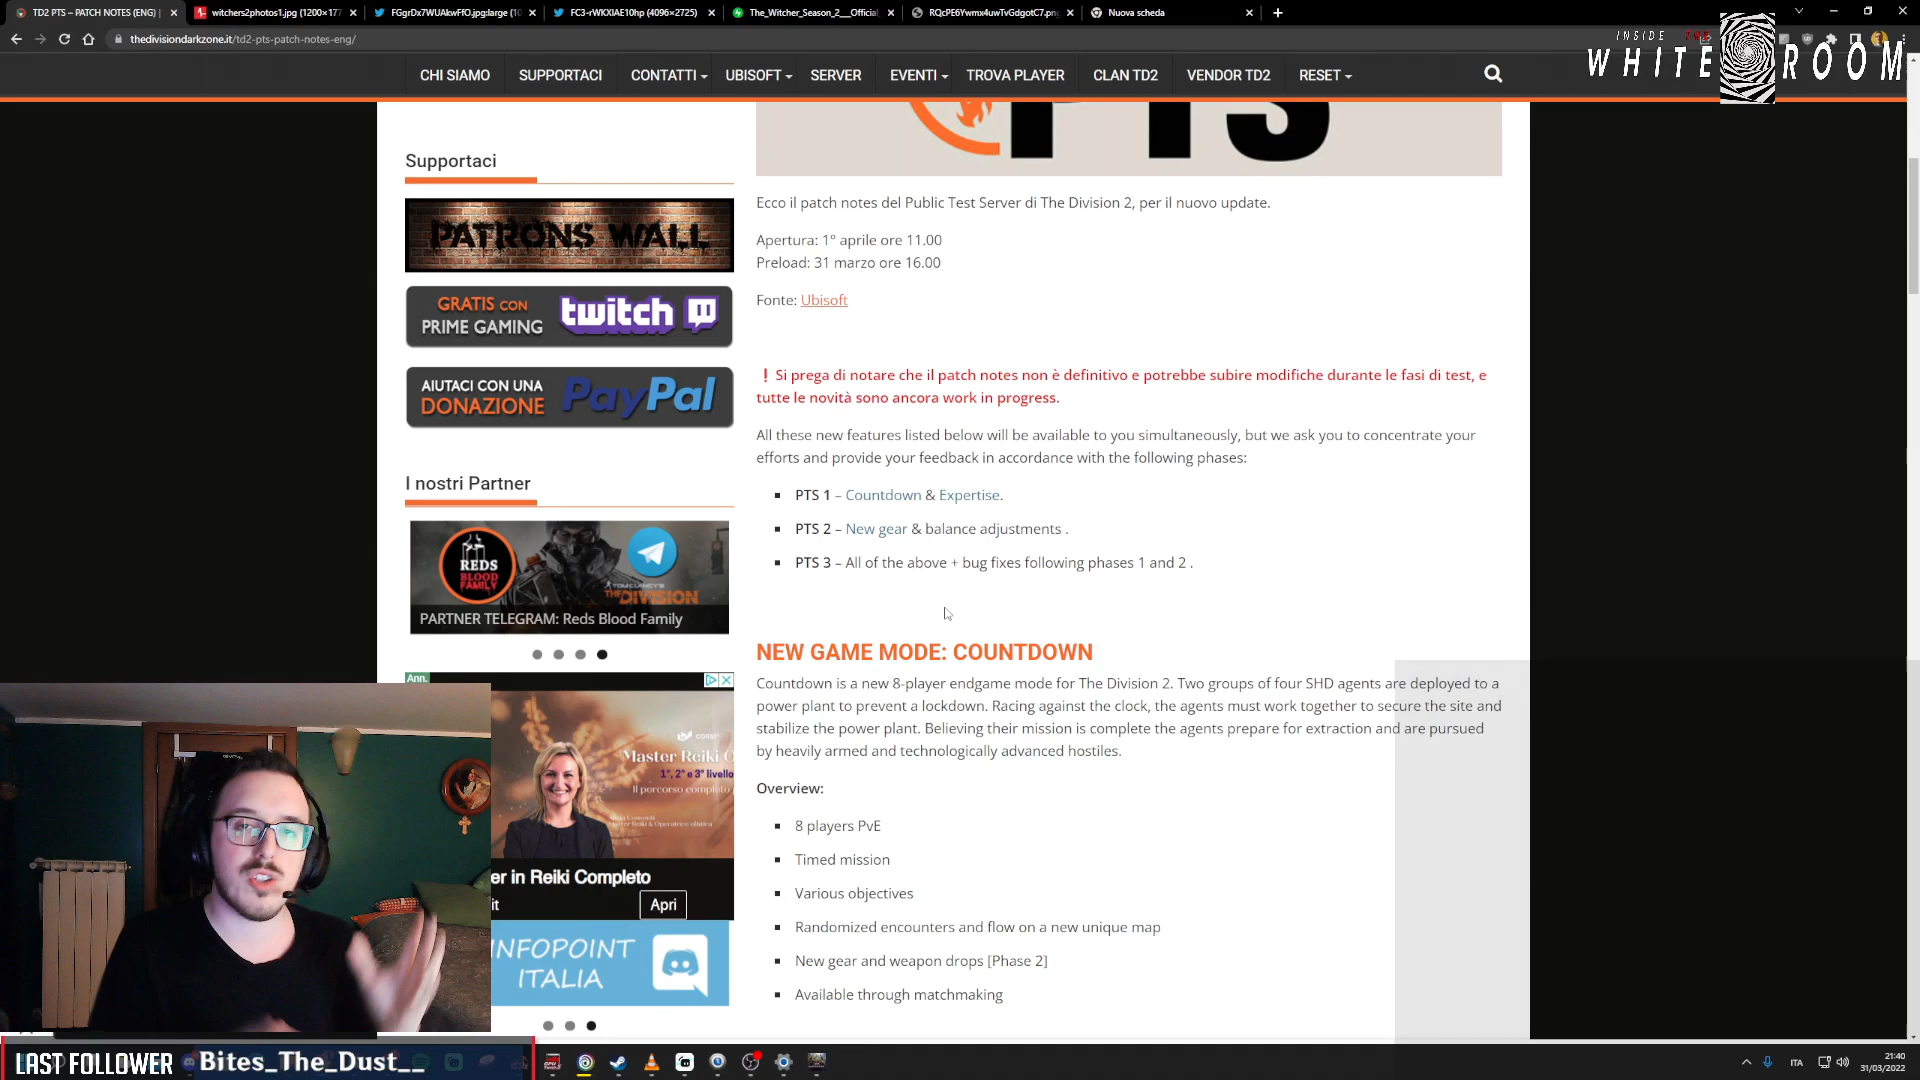 TD2 PTS – PATCH NOTES (ENG) |
witchers2photos1.jpg (1200×177
FGgrDx7WUAkwFfO.jpg:large (10
FC3-rWKXIAE10hp (4096×2725)
The_Witcher_Season_2__Official
RQcPE6Ywmx4uwTvGdgotC7.pn
Nuova scheda
thedivisiondarkzone.it/td2-pts-patch-notes-eng/
INSIDE THE
WHITE ROOM
CHI SIAMO
SUPPORTACI
CONTATTI
UBISOFT
SERVER
EVENTI
TROVA PLAYER
CLAN TD2
VENDOR TD2
RESET
PTS
Supportaci
PATRONS WALL
GRATIS CON
PRIME GAMING
twitch
AIUTACI CON UNA
DONAZIONE
PayPal
I nostri Partner
REDS
BLOOD
FAMILY
TOM CLANCY'S
THE DIVISION
PARTNER TELEGRAM: Reds Blood Family
Ann.
Master Reiki
1°, 2° e 3° livello
Il percorso completo
er in Reiki Completo
it
Apri
INFOPOINT
ITALIA
Ecco il patch notes del Public Test Server di The Division 2, per il nuovo update.
Apertura: 1° aprile ore 11.00
Preload: 31 marzo ore 16.00
Fonte: Ubisoft
❗ Si prega di notare che il patch notes non è definitivo e potrebbe subire modifiche durante le fasi di test, e
tutte le novità sono ancora work in progress.
All these new features listed below will be available to you simultaneously, but we ask you to concentrate your
efforts and provide your feedback in accordance with the following phases:
PTS 1 – Countdown & Expertise.
PTS 2 – New gear & balance adjustments .
PTS 3 – All of the above + bug fixes following phases 1 and 2 .
NEW GAME MODE: COUNTDOWN
Countdown is a new 8-player endgame mode for The Division 2. Two groups of four SHD agents are deployed to a
power plant to prevent a lockdown. Racing against the clock, the agents must work together to secure the site and
stabilize the power plant. Believing their mission is complete the agents prepare for extraction and are pursued
by heavily armed and technologically advanced hostiles.
Overview:
8 players PvE
Timed mission
Various objectives
Randomized encounters and flow on a new unique map
New gear and weapon drops [Phase 2]
Available through matchmaking
LAST FOLLOWER
Bites_The_Dust__
ITA
21:40
31/03/2022